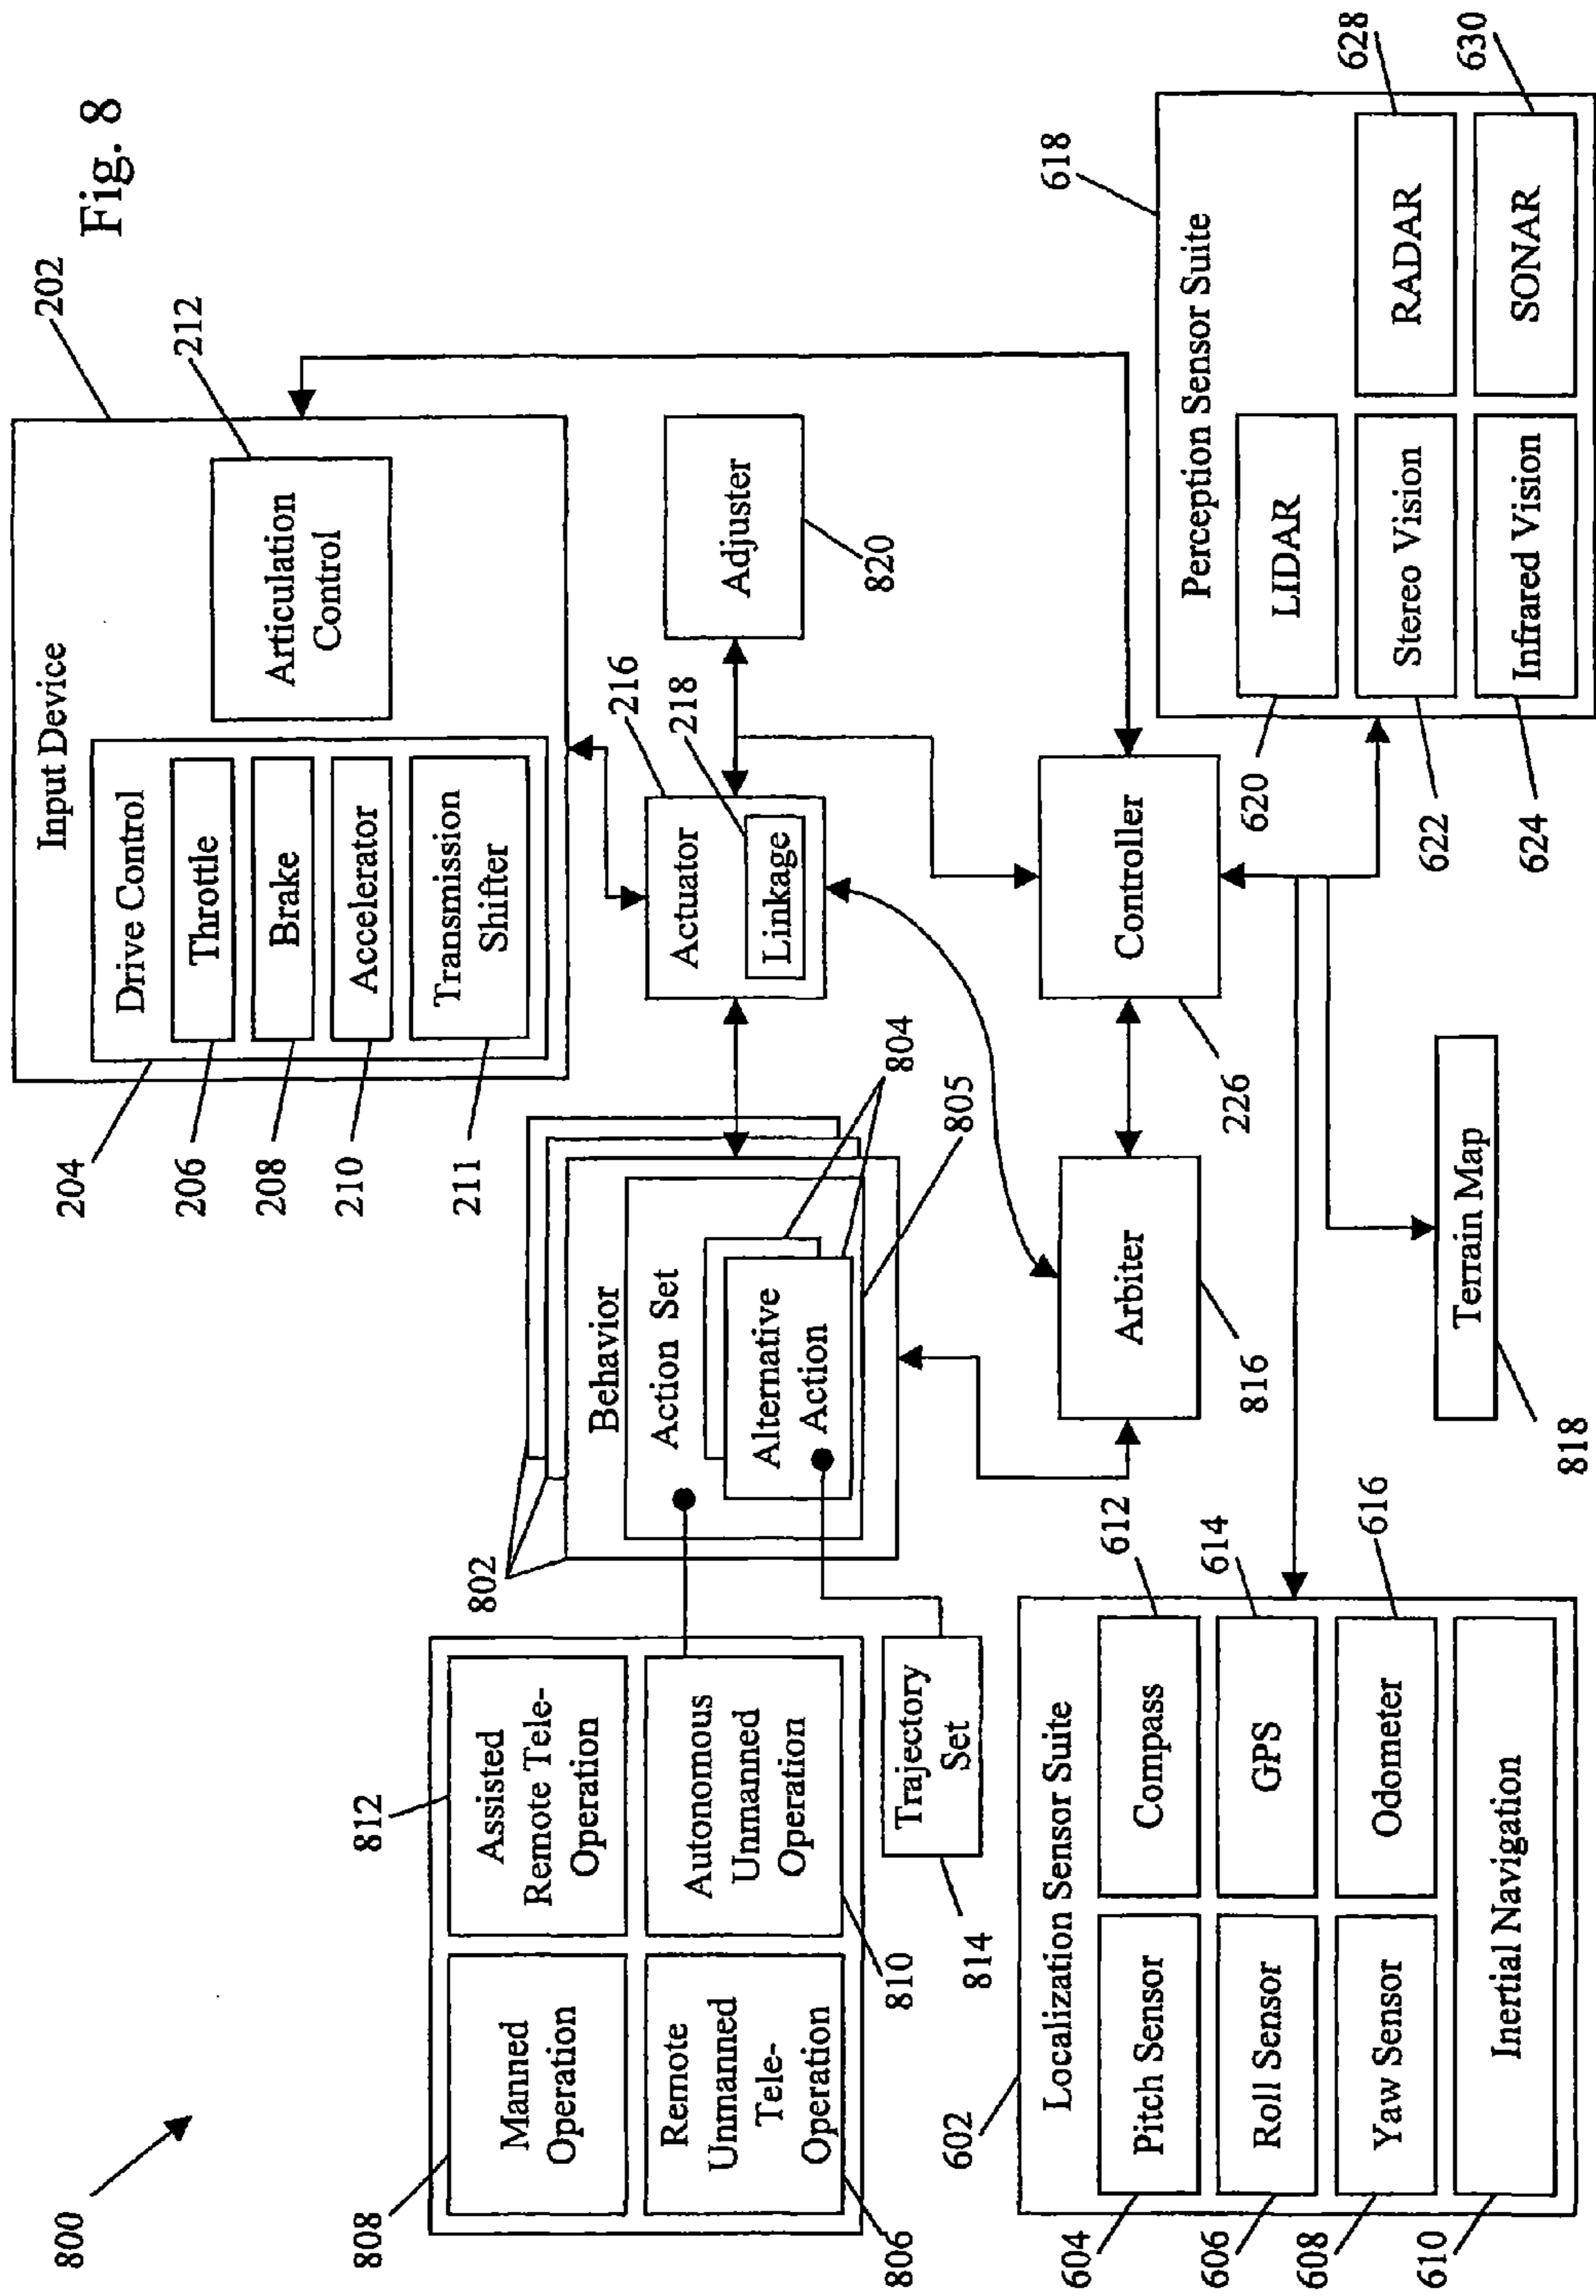 Fig. 8
800
808
812
Manned
Operation
Assisted
Remote Tele-
Operation
Remote
Unmanned
Tele-
Operation
Autonomous
Unmanned
Operation
806
810
Trajectory
Set
814
802
Behavior
Action Set
Alternative
Action
804
805
Input Device
202
Drive Control
Throttle
Brake
Accelerator
Transmission
Shifter
204
206
208
210
211
Articulation
Control
212
Actuator
Linkage
216
218
Adjuster
820
Arbiter
816
Controller
226
Localization Sensor Suite
602
Pitch Sensor
Compass
604
612
Roll Sensor
GPS
606
614
Yaw Sensor
Odometer
608
616
Inertial Navigation
610
Terrain Map
818
Perception Sensor Suite
618
LIDAR
620
Stereo Vision
RADAR
622
628
Infrared Vision
SONAR
624
630